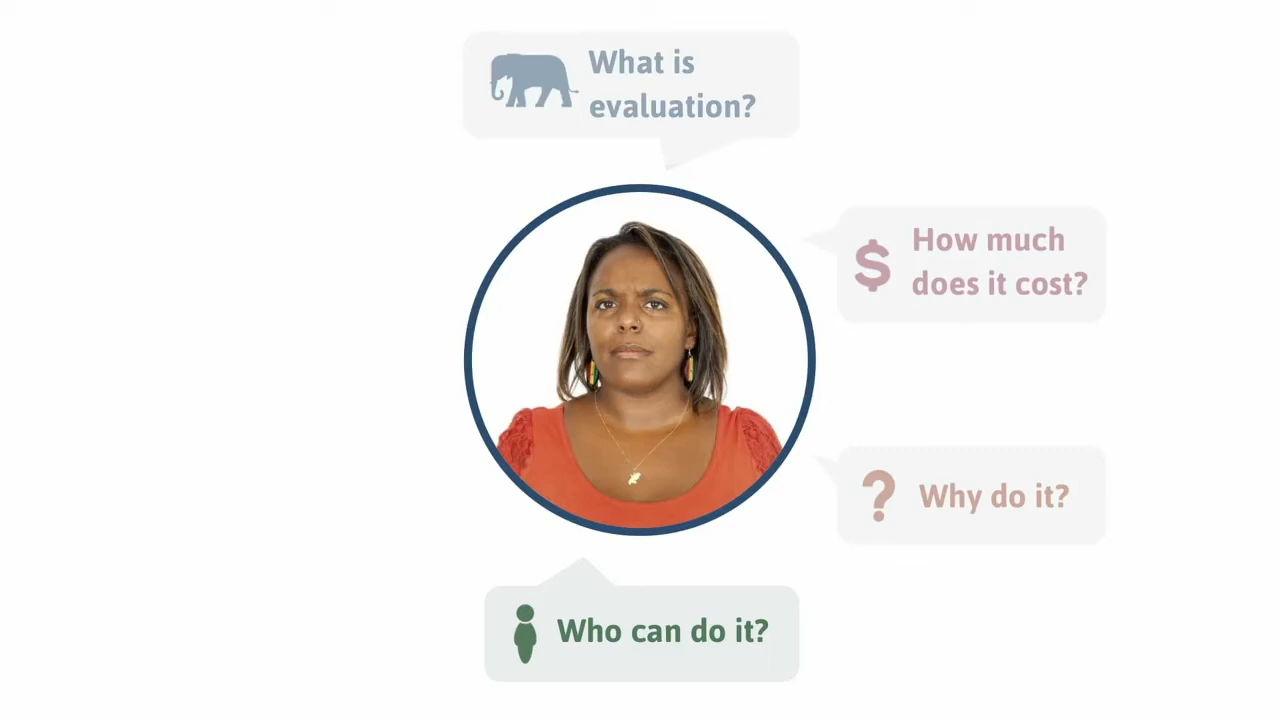 What is
evaluation?
How much
does it cost?
Why do it?
Who can do it?